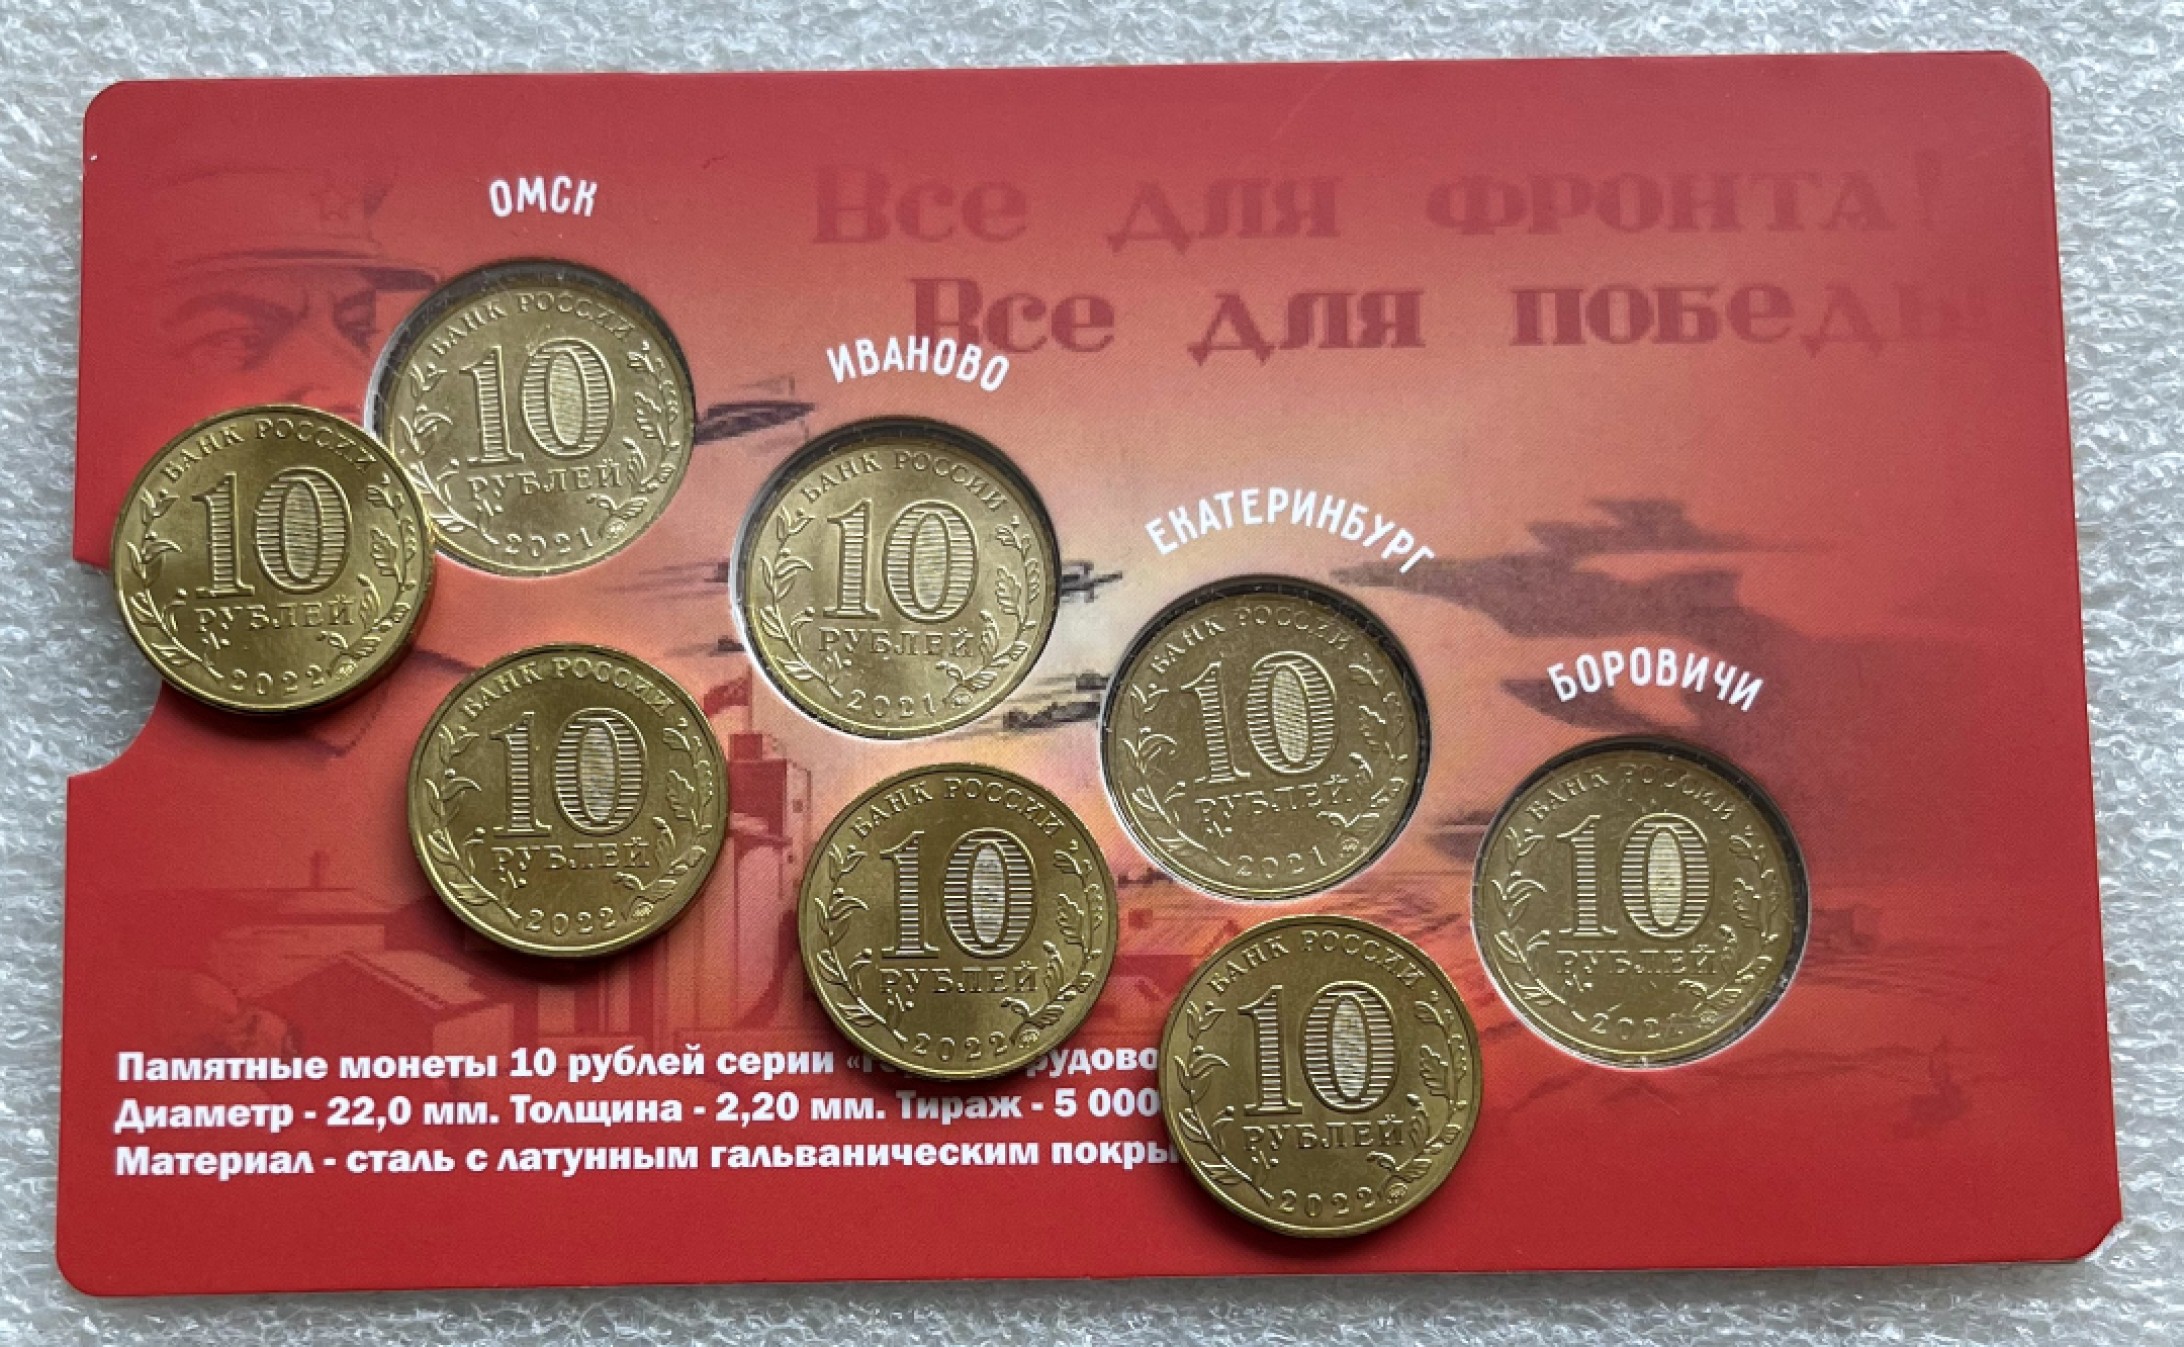 Все для фронта!
Все для победы
ОМСК
ИВАНОВО
ЕКАТЕРИНБУРГ
БОРОВИЧИ
БАНК РОССИИ
10
РУБЛЕЙ
2021
БАНК РОССИИ
10
РУБЛЕЙ
2021
БАНК РОССИИ
10
РУБЛЕЙ
2021
БАНК РОССИИ
10
РУБЛЕЙ
2021
БАНК РОССИИ
10
РУБЛЕЙ
2022
БАНК РОССИИ
10
РУБЛЕЙ
2022
БАНК РОССИИ
10
РУБЛЕЙ
2022
БАНК РОССИИ
10
РУБЛЕЙ
2022
Памятные монеты 10 рублей серии
Диаметр - 22,0 мм. Толщина - 2,20 мм. Тираж - 5 000
Материал - сталь с латунным гальваническим